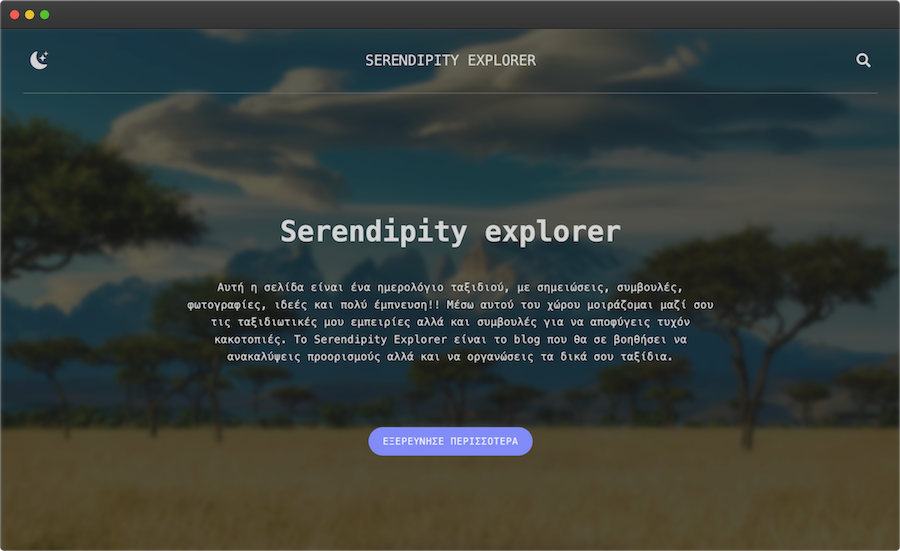 SERENDIPITY EXPLORER
Serendipity explorer
Αυτή η σελίδα είναι ένα ημερολόγιο ταξιδιού, με σημειώσεις, συμβουλές,
φωτογραφίες, ιδεές και πολύ έμπνευση!! Μέσω αυτού του χώρου μοιράζομαι μαζί σου
τις ταξιδιωτικές μου εμπειρίες αλλά και συμβουλές για να αποφύγεις τυχόν
κακοτοπιές. Το Serendipity Explorer είναι το blog που θα σε βοηθήσει να
ανακαλύψεις προορισμούς αλλά και να οργανώσεις τα δικά σου ταξίδια.
ΕΞΕΡΕΥΝΗΣΕ ΠΕΡΙΣΣΟΤΕΡΑ